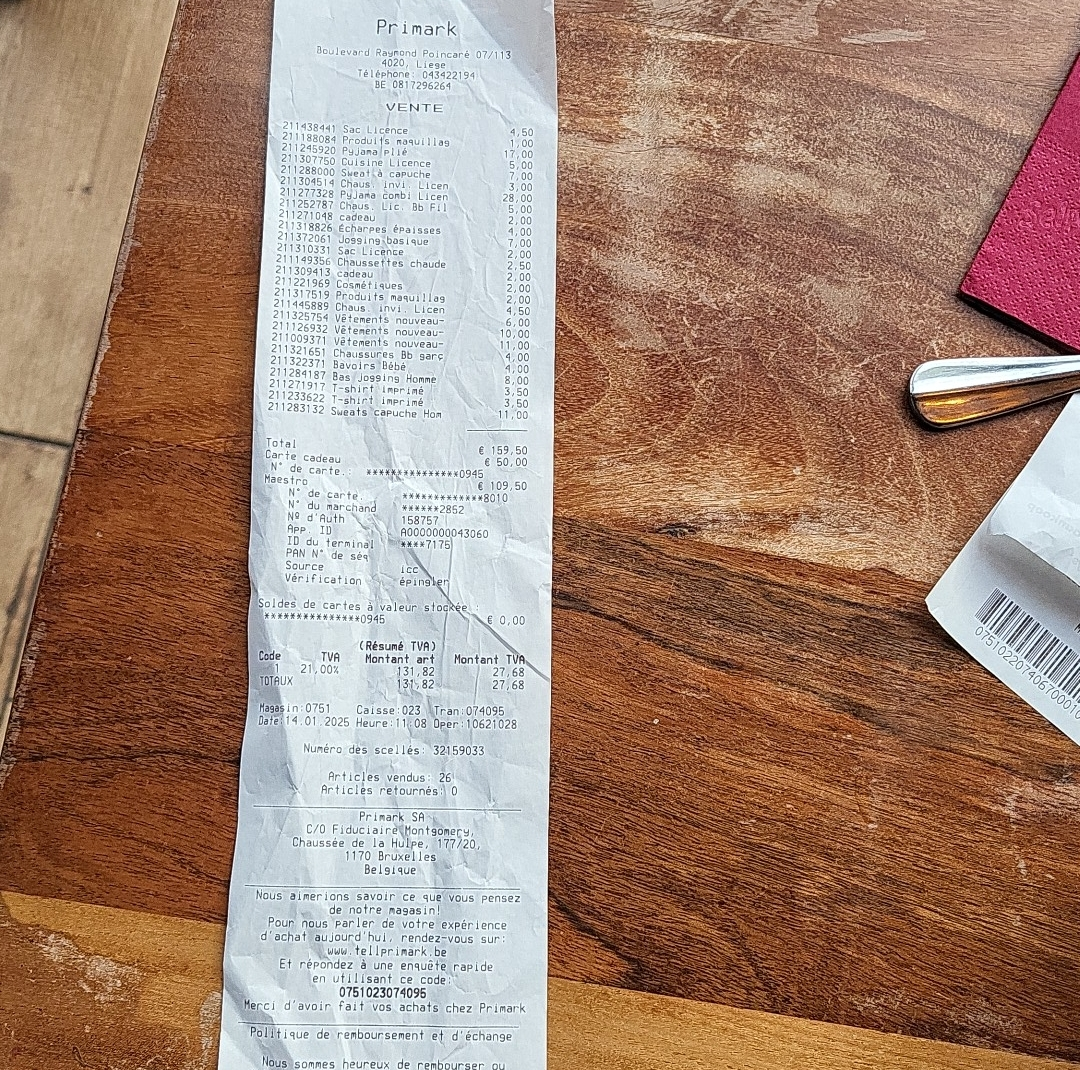 Primark
Boulevard Raymond Poincaré 07/113
4020, Liege
Téléphone: 043422194
BE 0817296264
VENTE
211438441 Sac Licence 4,50
211188084 Produits maquillag 1,00
211245920 Pyjama plié 17,00
211307750 Cuisine Licence 5,00
211288000 Sweat à capuche 7,00
211304514 Chaus. invi. Licen 3,00
211277328 Pyjama combi Licen 28,00
211252787 Chaus. Lic. Bb Fil 5,00
211271048 cadeau 2,00
211318826 Écharpes épaisses 4,00
211372061 Jogging basique 7,00
211310331 Sac Licence 2,00
211149356 Chaussettes chaude 2,50
211309413 cadeau 2,00
211221969 Cosmétiques 2,00
211317519 Produits maquillag 2,00
211445889 Chaus. invi. Licen 4,50
211325754 Vêtements nouveau- 6,00
211126932 Vêtements nouveau- 10,00
211009371 Vêtements nouveau- 11,00
211321651 Chaussures Bb garç 4,00
211322371 Bavoirs Bébé 4,00
211284187 Bas Jogging Homme 8,00
211271917 T-shirt imprimé 3,50
211233622 T-shirt imprimé 3,50
211283132 Sweats capuche Hom 11,00
Total € 159,50
Carte cadeau € 50,00
N° de carte.: ***************0945
Maestro € 109,50
N° de carte. ************8010
N° du marchand ******2852
Nº d'Auth 158757
App. ID A0000000043060
ID du terminal ****7175
PAN N° de séq
Source icc
Vérification épingler
Soldes de cartes à valeur stockée :
***************0945 € 0,00
(Résumé TVA)
Code TVA Montant art Montant TVA
1 21,00% 131,82 27,68
TOTAUX 131,82 27,68
Magasin:0751 Caisse:023 Tran:074095
Date:14.01.2025 Heure:11:08 Oper:10621028
Numéro des scellés: 32159033
Articles vendus: 26
Articles retournés: 0
Primark SA
C/O Fiduciaire Montgomery,
Chaussée de la Hulpe, 177/20,
1170 Bruxelles
Belgique
Nous aimerions savoir ce que vous pensez
de notre magasin!
Pour nous parler de votre expérience
d'achat aujourd'hui, rendez-vous sur:
www.tellprimark.be
Et répondez à une enquête rapide
en utilisant ce code:
0751023074095
Merci d'avoir fait vos achats chez Primark
Politique de remboursement et d'échange
Nous sommes heureux de rembourser ou